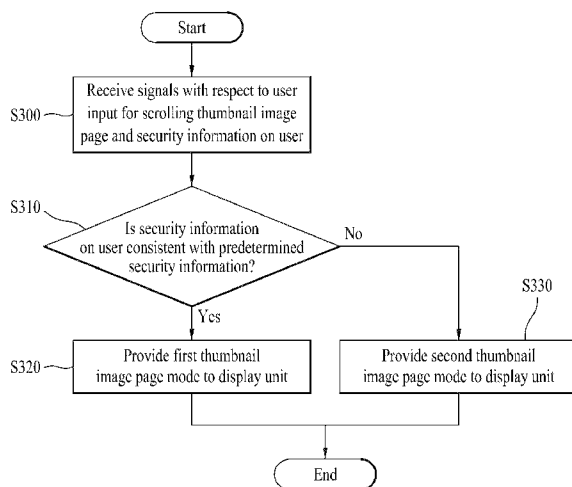 Start
S300
Receive signals with respect to user
input for scrolling thumbnail image
page and security information on user
S310
Is security information
on user consistent with predetermined
security information?
No
Yes
S330
S320
Provide first thumbnail
image page mode to display unit
Provide second thumbnail
image page mode to display unit
End